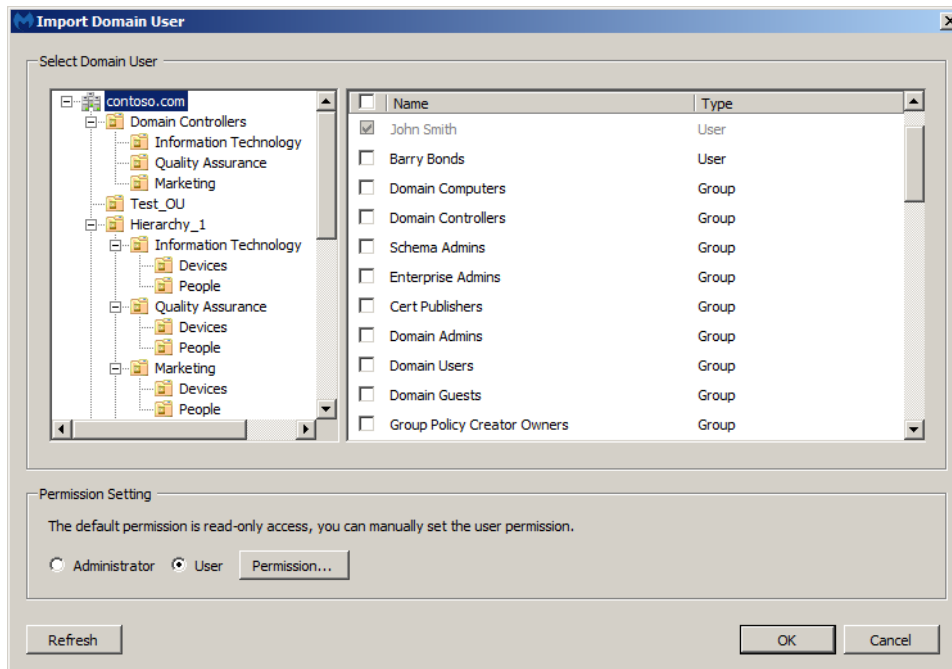 Import Domain User
Select Domain User
contoso.com
Domain Controllers
Information Technology
Quality Assurance
Marketing
Test_OU
Hierarchy_1
Information Technology
Devices
People
Quality Assurance
Devices
People
Marketing
Devices
People
Name Type
John Smith User
Barry Bonds User
Domain Computers Group
Domain Controllers Group
Schema Admins Group
Enterprise Admins Group
Cert Publishers Group
Domain Admins Group
Domain Users Group
Domain Guests Group
Group Policy Creator Owners Group
Permission Setting
The default permission is read-only access, you can manually set the user permission.
Administrator User Permission...
Refresh OK Cancel